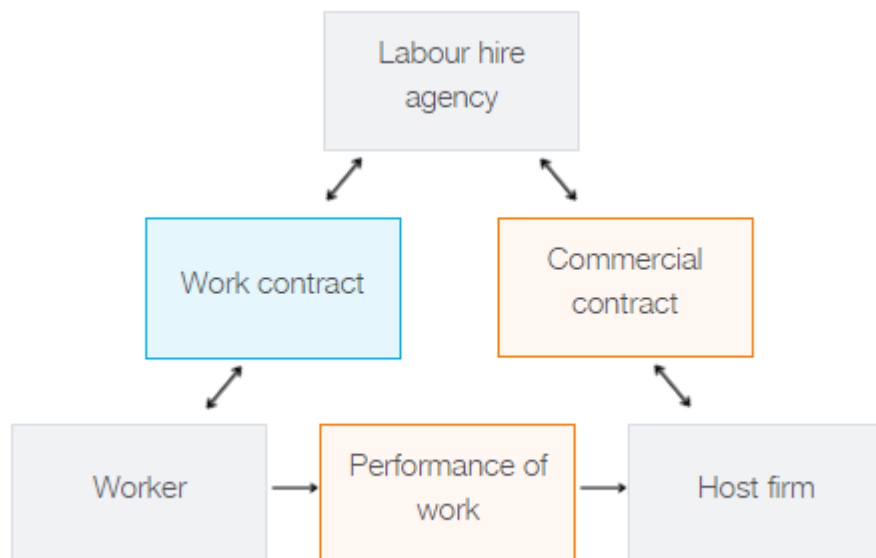 Labour hire
agency
Work contract
Commercial
contract
Worker
Performance of
work
Host firm